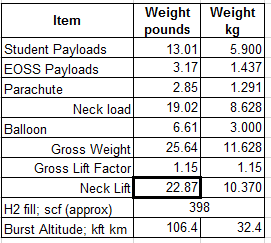 Item Weight pounds Weight kg
Student Payloads 13.01 5.900
EOSS Payloads 3.17 1.437
Parachute 2.85 1.291
Neck load 19.02 8.628
Balloon 6.61 3.000
Gross Weight 25.64 11.628
Gross Lift Factor 1.15 1.15
Neck Lift 22.87 10.370
H2 fill; scf (approx) 398
Burst Altitude; kft km 106.4 32.4